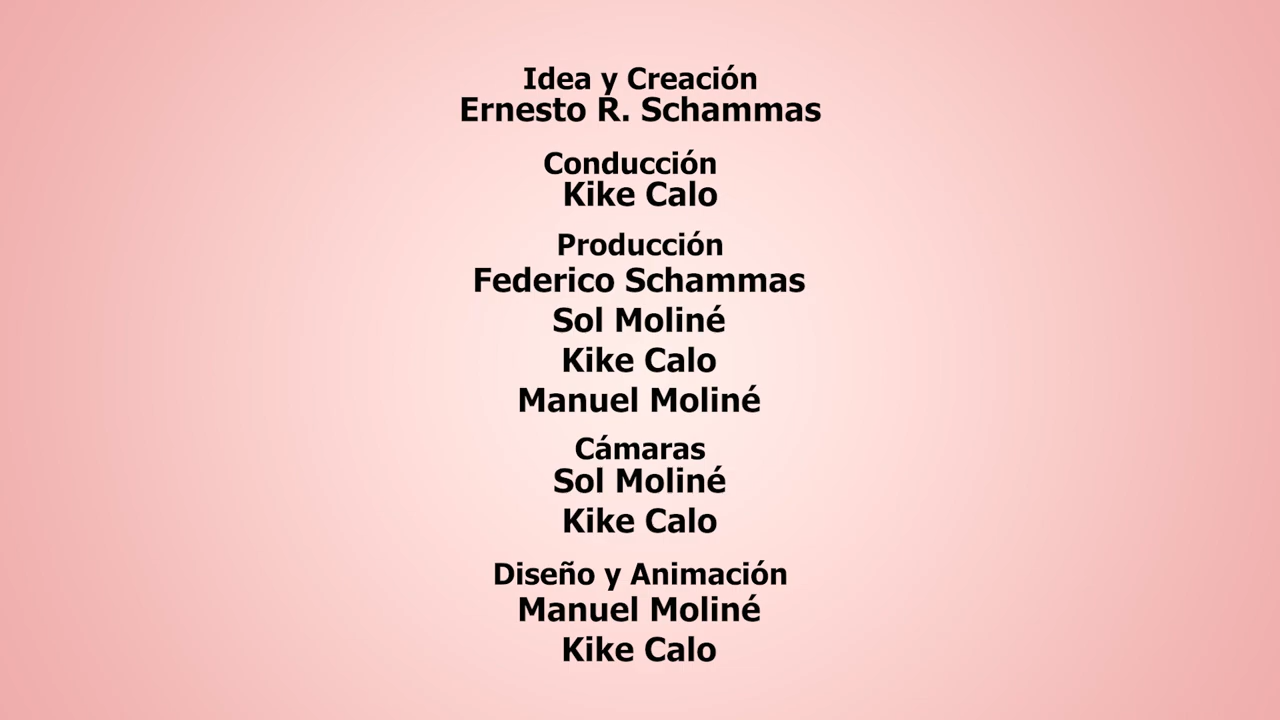 Idea y Creación
Ernesto R. Schammas
Conducción
Kike Calo
Producción
Federico Schammas
Sol Moliné
Kike Calo
Manuel Moliné
Cámaras
Sol Moliné
Kike Calo
Diseño y Animación
Manuel Moliné
Kike Calo